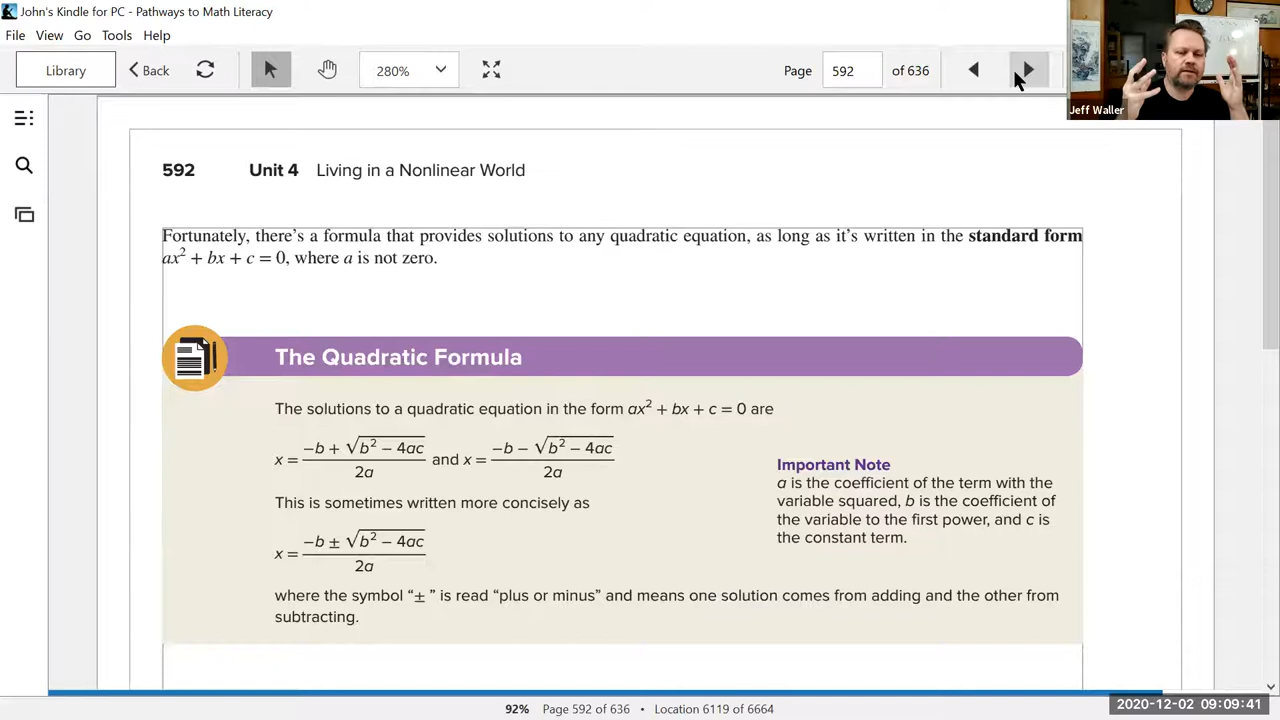 John's Kindle for PC - Pathways to Math Literacy
File View Go Tools Help
Library Back 280% Page 592 of 636
Jeff Waller
592 Unit 4 Living in a Nonlinear World
Fortunately, there's a formula that provides solutions to any quadratic equation, as long as it's written in the standard form
ax² + bx + c = 0, where a is not zero.
The Quadratic Formula
The solutions to a quadratic equation in the form ax² + bx + c = 0 are
x = (-b + √(b² − 4ac))/2a and x = (-b − √(b² − 4ac))/2a
This is sometimes written more concisely as
x = (-b ± √(b² − 4ac))/2a
where the symbol “±” is read “plus or minus” and means one solution comes from adding and the other from
subtracting.
Important Note
a is the coefficient of the term with the
variable squared, b is the coefficient of
the variable to the first power, and c is
the constant term.
92% Page 592 of 636 • Location 6119 of 6664
2020-12-02 09:09:41